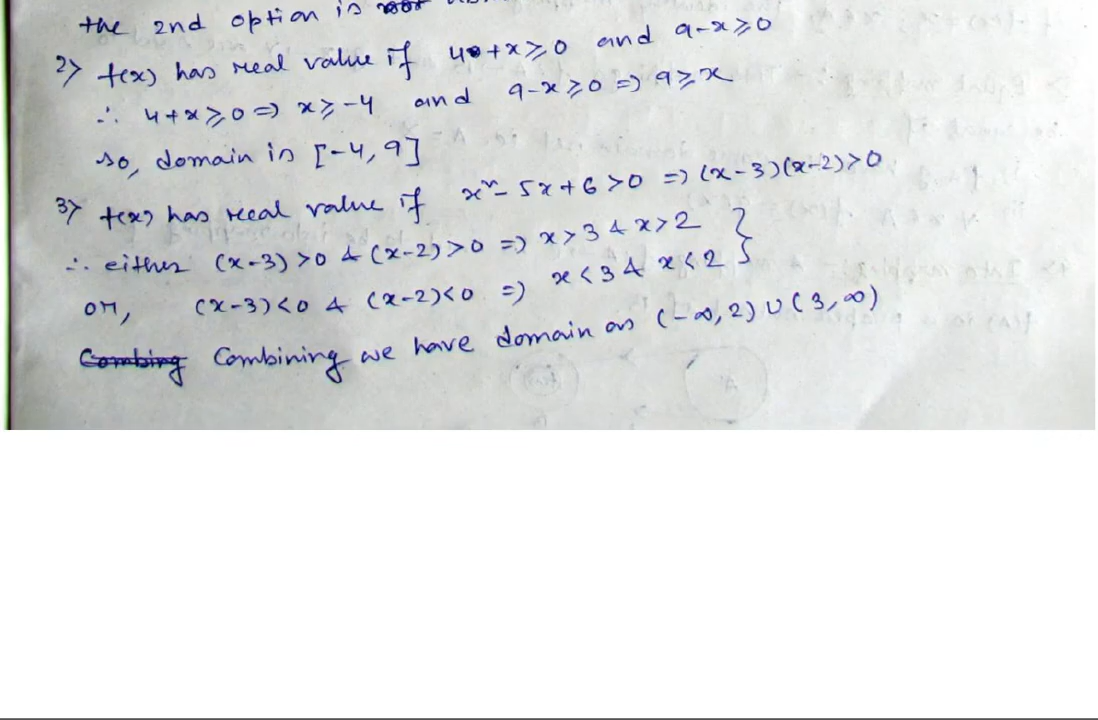 the 2nd option is
2) f(x) has real value if 4+x≥0 and 9-x≥0
∴ 4+x≥0 ⇒ x≥-4 and 9-x≥0 ⇒ 9≥x
so, domain is [-4, 9]
3) f(x) has real value if x² - 5x + 6 >0 ⇒ (x-3)(x-2)>0
∴ either (x-3)>0 & (x-2)>0 ⇒ x>3 & x>2 }
or, (x-3)<0 & (x-2)<0 ⇒ x<3 & x<2
Combing Combining we have domain as (-∞, 2) ∪ (3, ∞)